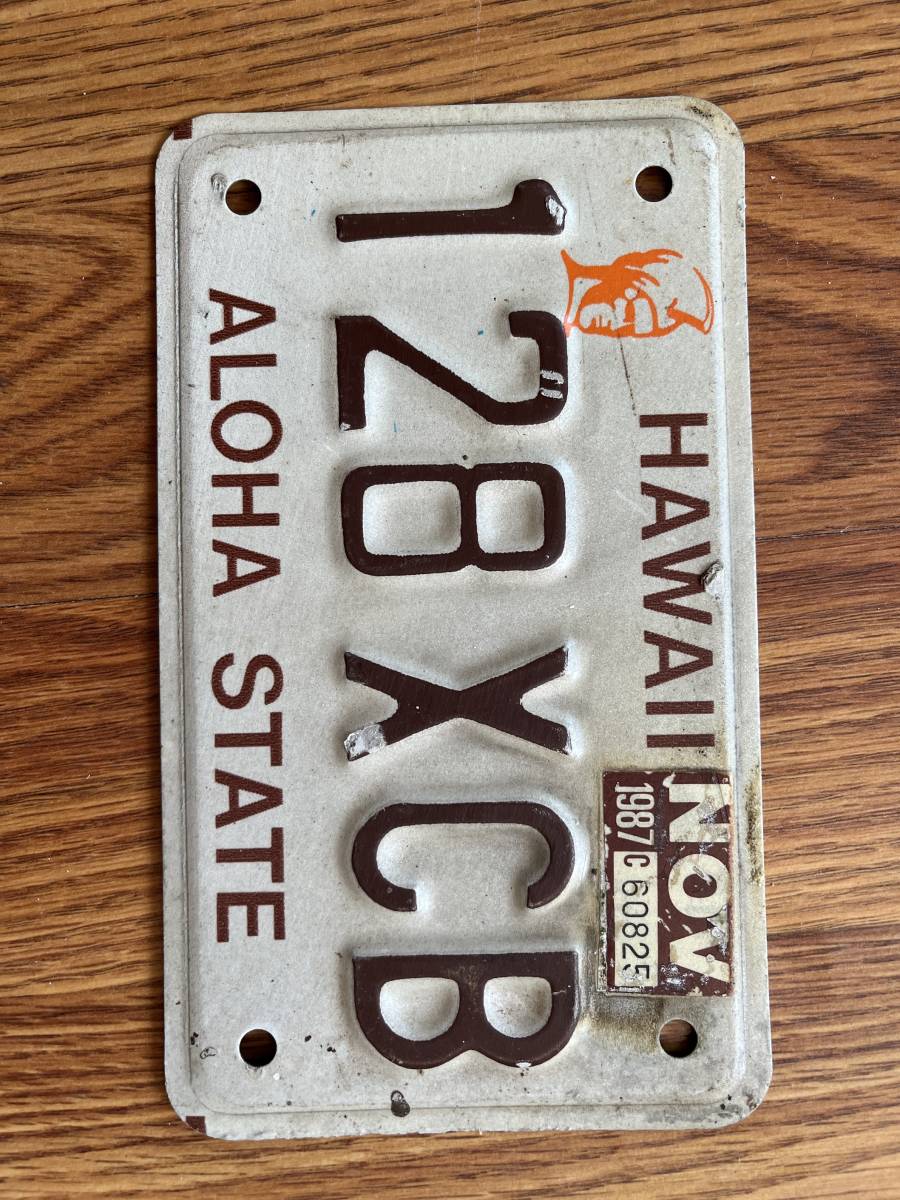 HAWAII
NOV
1987 C 60825
128 XCB
ALOHA STATE